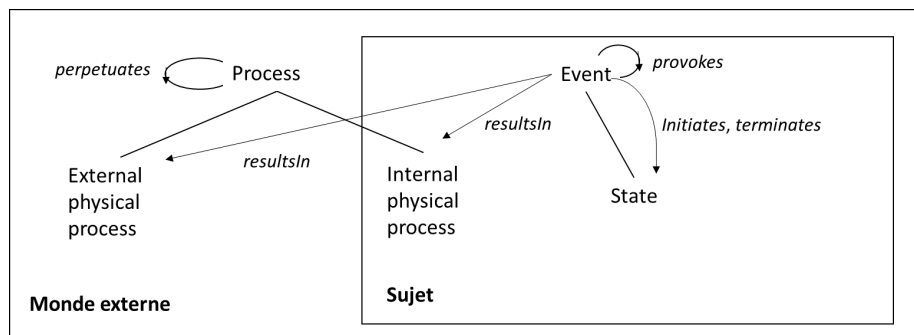 perpetuates
Process
Event
provokes
resultsIn
Initiates, terminates
resultsIn
External
physical
process
Internal
physical
process
State
Monde externe
Sujet